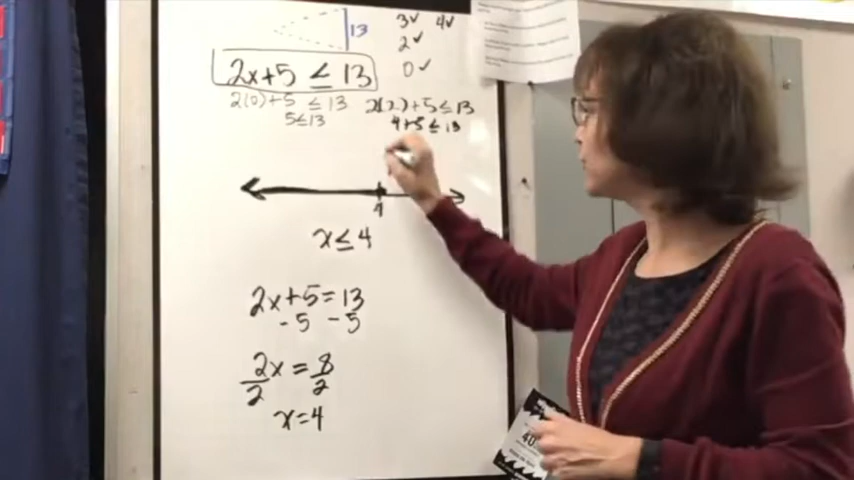 13
3✓ 4✓
2✓
0✓
2x+5 ≤ 13
2(0)+5 ≤ 13
5≤13
2(2)+5≤13
4+5≤13
4
x≤4
2x+5=13
-5 -5
2x = 8
2 2
x=4
40